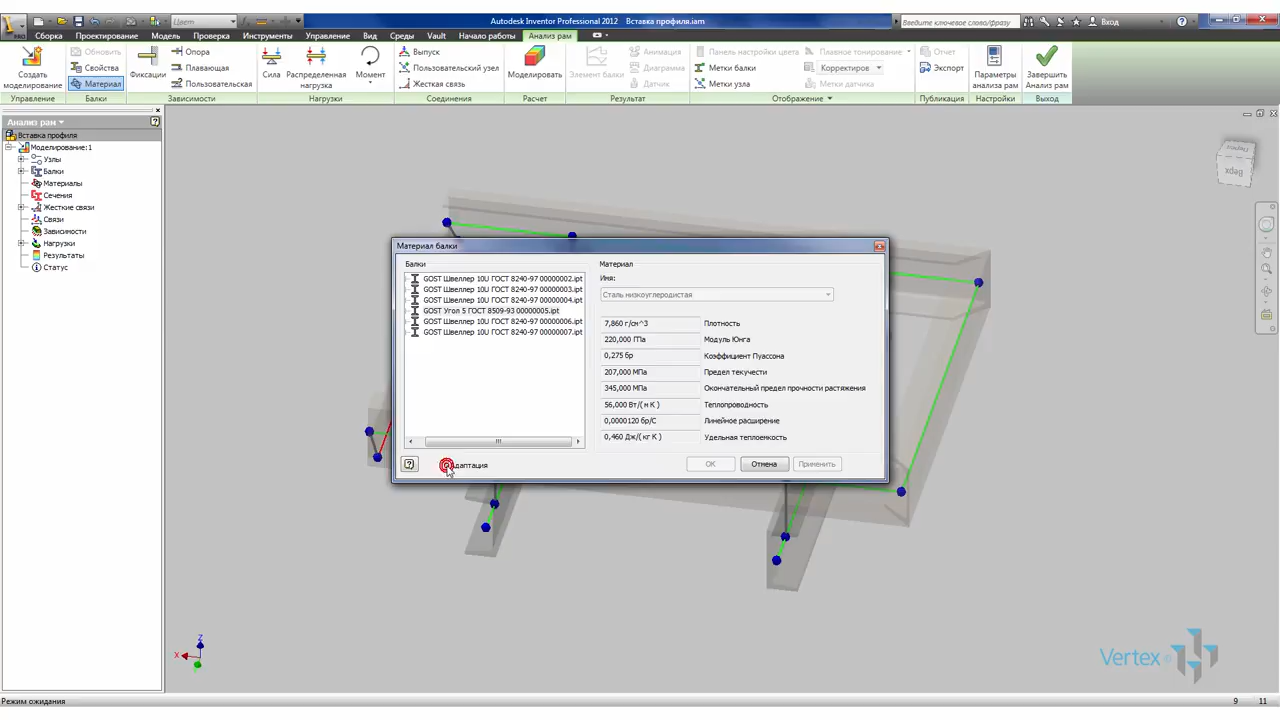 Цвет
Autodesk Inventor Professional 2012 Вставка профиля.iam
Введите ключевое слово/фразу
Вход
PRO
Сборка Проектирование Модель Проверка Инструменты Управление Вид Среды Vault Начало работы Анализ рам
Создать моделирование
Обновить
Свойства
Материал
Фиксации
Опора
Плавающая
Пользовательская
Сила
Распределенная нагрузка
Момент
Выпуск
Пользовательский узел
Жесткая связь
Моделировать
Элемент балки
Анимация
Диаграмма
Датчик
Панель настройки цвета
Метки балки
Метки узла
Плавное тонирование
Корректиров
Метки датчика
Отчет
Экспорт
Параметры анализа рам
Завершить Анализ рам
Управление Балки Зависимости Нагрузки Соединения Расчет Результат Отображение Публикация Настройки Выход
Анализ рам
Вставка профиля
Моделирование:1
Узлы
Балки
Материалы
Сечения
Жесткие связи
Связи
Зависимости
Нагрузки
Результаты
Статус
Верх
Материал балки
Балки
GOST Швеллер 10U ГОСТ 8240-97 00000002.ipt
GOST Швеллер 10U ГОСТ 8240-97 00000003.ipt
GOST Швеллер 10U ГОСТ 8240-97 00000004.ipt
GOST Угол 5 ГОСТ 8509-93 00000005.ipt
GOST Швеллер 10U ГОСТ 8240-97 00000006.ipt
GOST Швеллер 10U ГОСТ 8240-97 00000007.ipt
Материал
Имя:
Сталь низкоуглеродистая
7,860 г/см^3 Плотность
220,000 ГПа Модуль Юнга
0,275 бр Коэффициент Пуассона
207,000 МПа Предел текучести
345,000 МПа Окончательный предел прочности растяжения
56,000 Вт/( м K ) Теплопроводность
0,0000120 бр/C Линейное расширение
0,460 Дж/( кг K ) Удельная теплоемкость
Адаптация
OK Отмена Применить
Z
X
Vertex ©
Режим ожидания
9 11